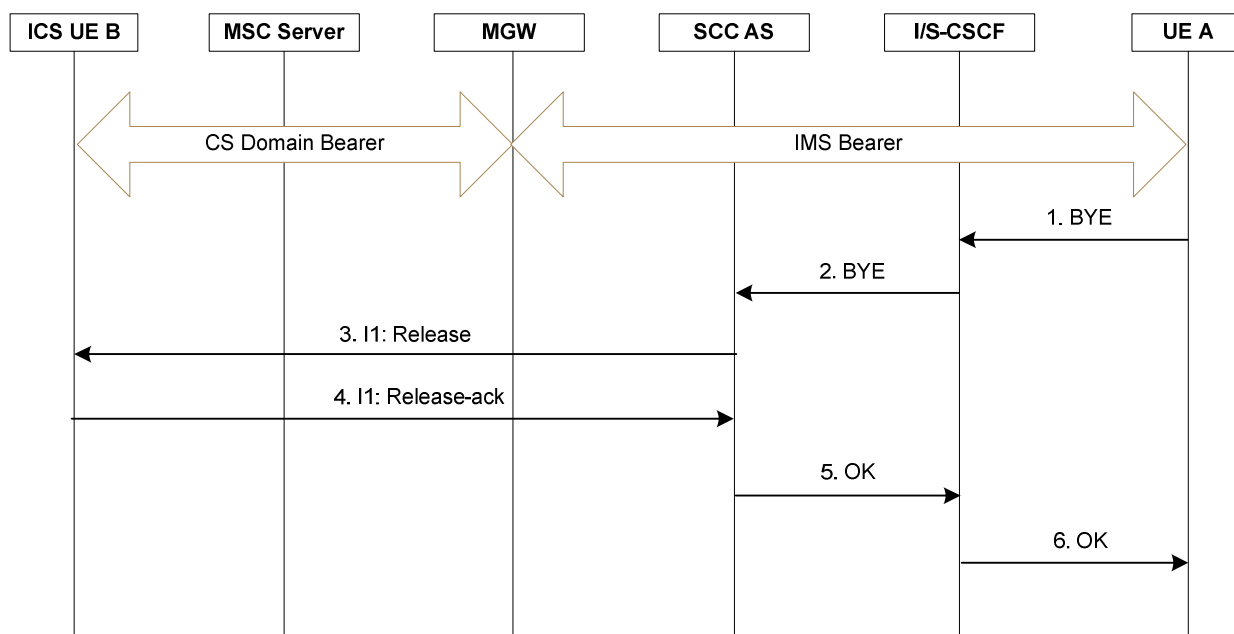 ICS UE B
MSC Server
MGW
SCC AS
I/S-CSCF
UE A
CS Domain Bearer
IMS Bearer
1. BYE
2. BYE
3. I1: Release
4. I1: Release-ack
5. OK
6. OK